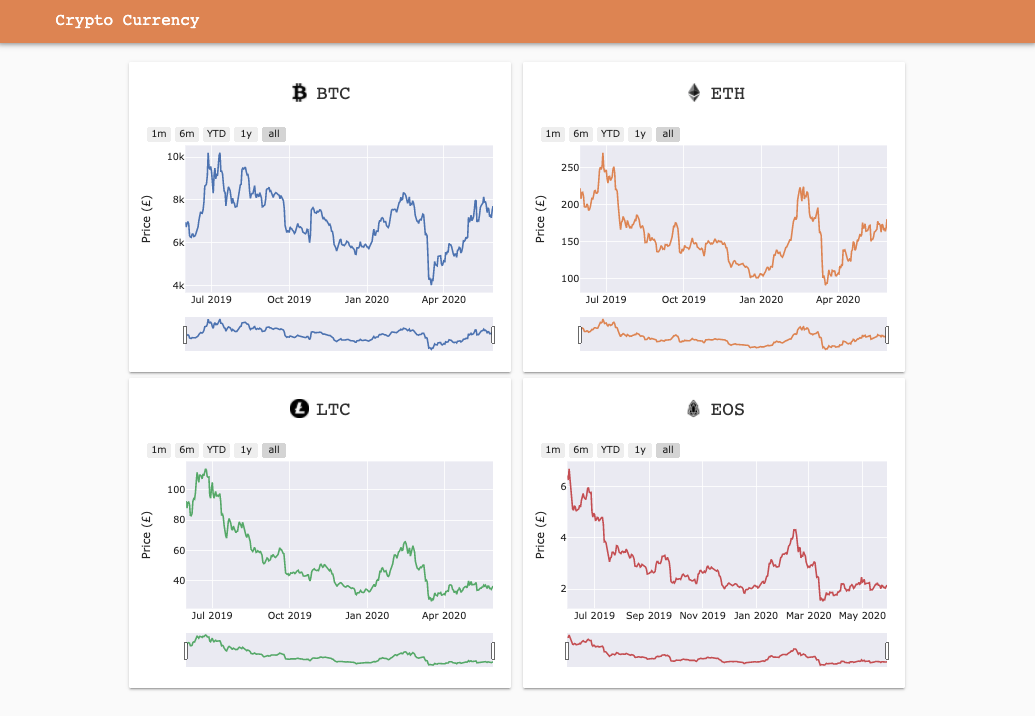 Crypto Currency
BTC
1m 6m YTD 1y all
Price (£)
10k
8k
6k
4k
Jul 2019 Oct 2019 Jan 2020 Apr 2020
ETH
1m 6m YTD 1y all
Price (£)
250
200
150
100
Jul 2019 Oct 2019 Jan 2020 Apr 2020
LTC
1m 6m YTD 1y all
Price (£)
100
80
60
40
Jul 2019 Oct 2019 Jan 2020 Apr 2020
EOS
1m 6m YTD 1y all
Price (£)
6
4
2
Jul 2019 Sep 2019 Nov 2019 Jan 2020 Mar 2020 May 2020